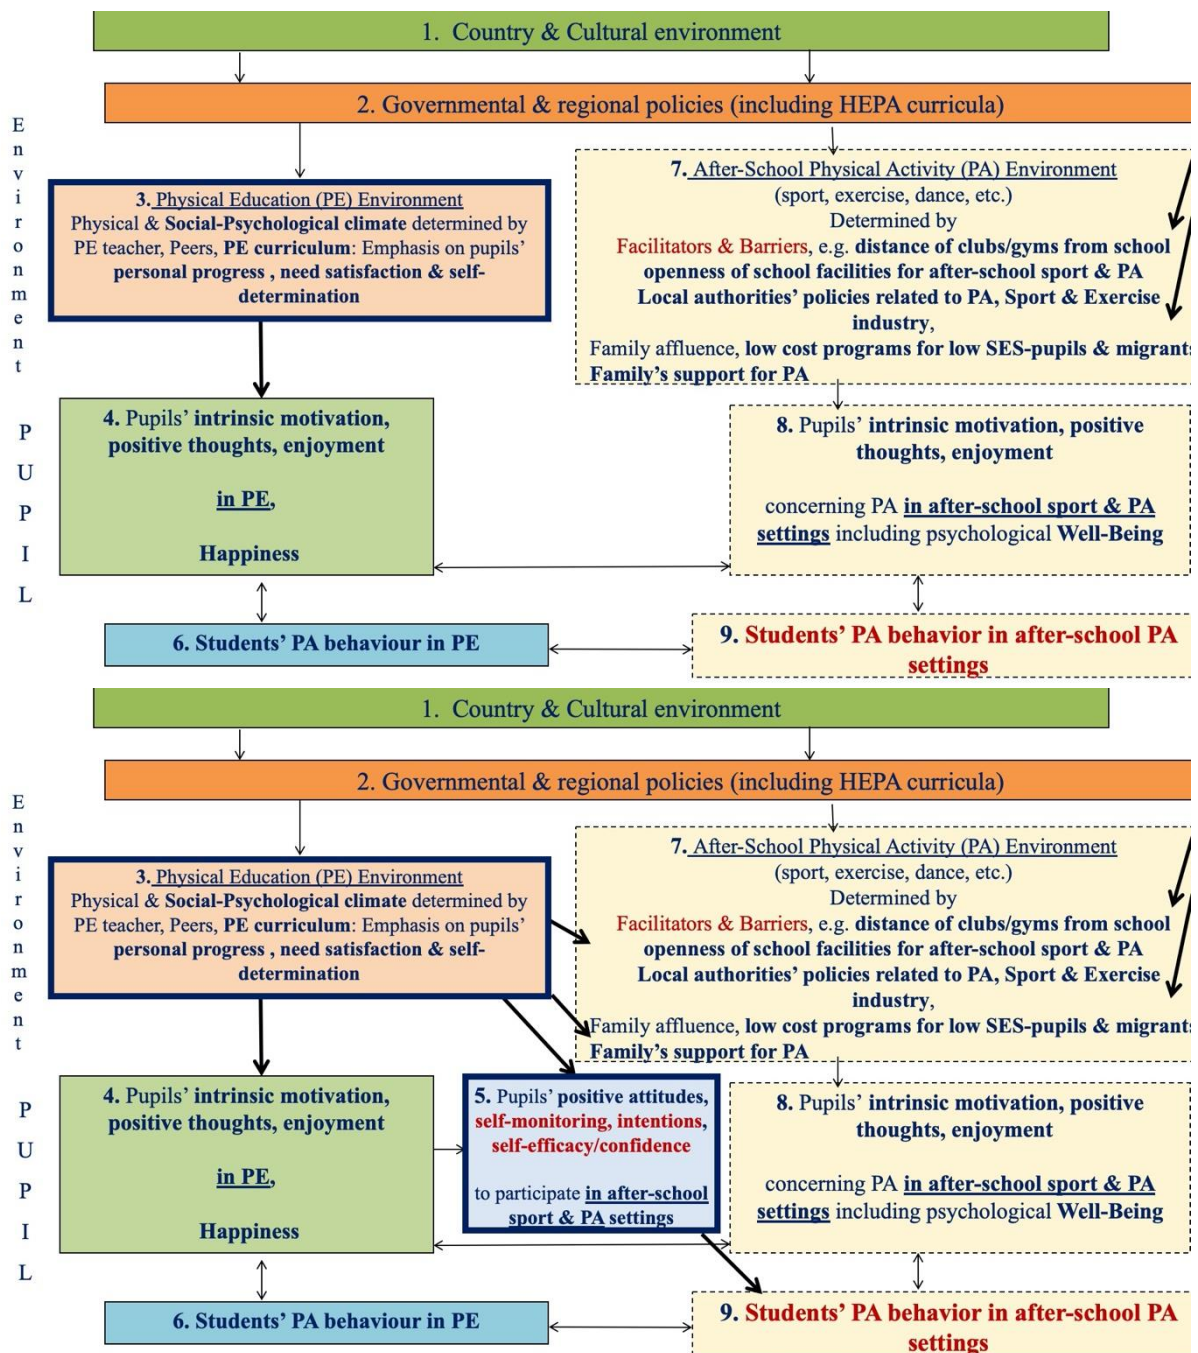 1. Country & Cultural environment
2. Governmental & regional policies (including HEPA curricula)
Environment
3. Physical Education (PE) Environment
Physical & Social-Psychological climate determined by
PE teacher, Peers, PE curriculum: Emphasis on pupils'
personal progress , need satisfaction & self-
determination
7. After-School Physical Activity (PA) Environment
(sport, exercise, dance, etc.)
Determined by
Facilitators & Barriers, e.g. distance of clubs/gyms from school
openness of school facilities for after-school sport & PA
Local authorities' policies related to PA, Sport & Exercise
industry,
Family affluence, low cost programs for low SES-pupils & migrants
Family's support for PA
PUPIL
4. Pupils' intrinsic motivation,
positive thoughts, enjoyment
in PE,
Happiness
8. Pupils' intrinsic motivation, positive
thoughts, enjoyment
concerning PA in after-school sport & PA
settings including psychological Well-Being
6. Students' PA behaviour in PE
9. Students' PA behavior in after-school PA
settings
1. Country & Cultural environment
2. Governmental & regional policies (including HEPA curricula)
Environment
3. Physical Education (PE) Environment
Physical & Social-Psychological climate determined by
PE teacher, Peers, PE curriculum: Emphasis on pupils'
personal progress , need satisfaction & self-
determination
7. After-School Physical Activity (PA) Environment
(sport, exercise, dance, etc.)
Determined by
Facilitators & Barriers, e.g. distance of clubs/gyms from school
openness of school facilities for after-school sport & PA
Local authorities' policies related to PA, Sport & Exercise
industry,
Family affluence, low cost programs for low SES-pupils & migrants
Family's support for PA
PUPIL
4. Pupils' intrinsic motivation,
positive thoughts, enjoyment
in PE,
Happiness
5. Pupils' positive attitudes,
self-monitoring, intentions,
self-efficacy/confidence
to participate in after-school
sport & PA settings
8. Pupils' intrinsic motivation, positive
thoughts, enjoyment
concerning PA in after-school sport & PA
settings including psychological Well-Being
6. Students' PA behaviour in PE
9. Students' PA behavior in after-school PA
settings